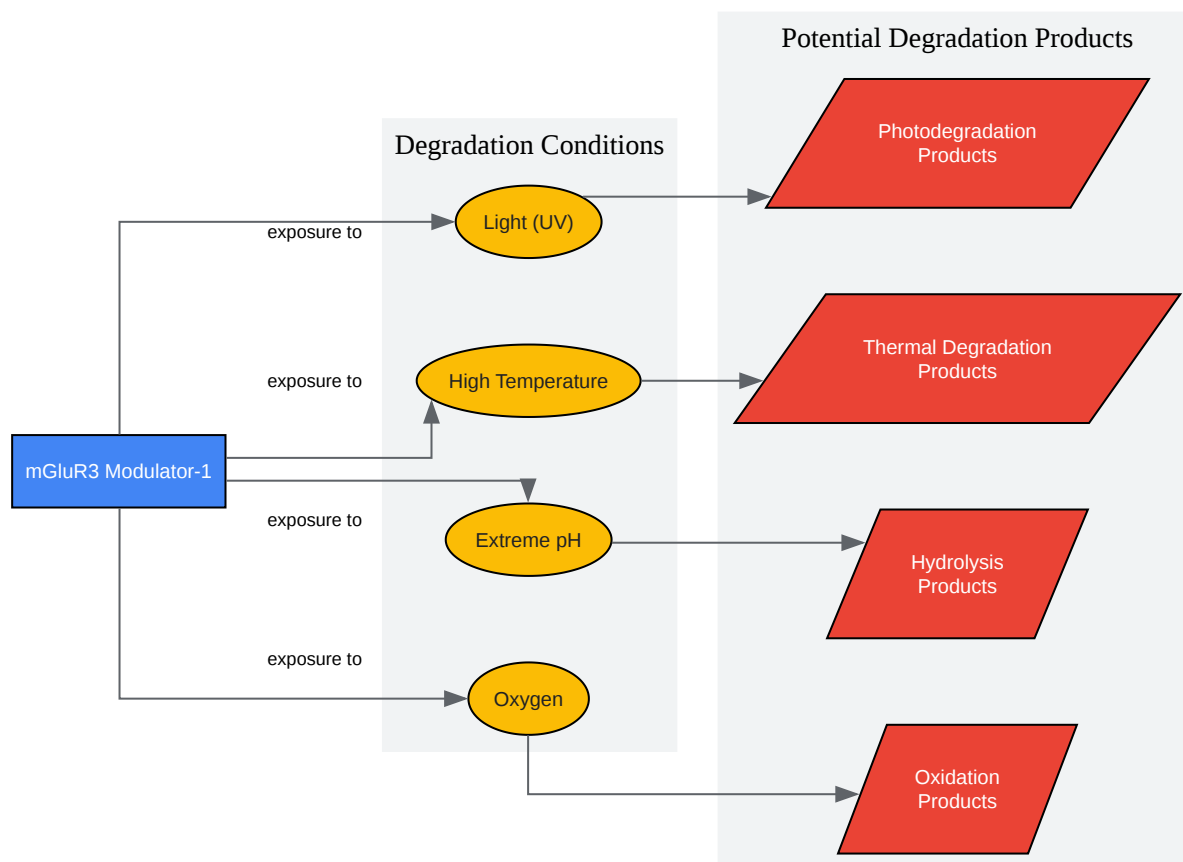 Potential Degradation Products
Photodegradation
Products
Degradation Conditions
Light (UV)
exposure to
Thermal Degradation
Products
exposure to
High Temperature
mGluR3 Modulator-1
exposure to
Extreme pH
Hydrolysis
Products
exposure to
Oxygen
Oxidation
Products